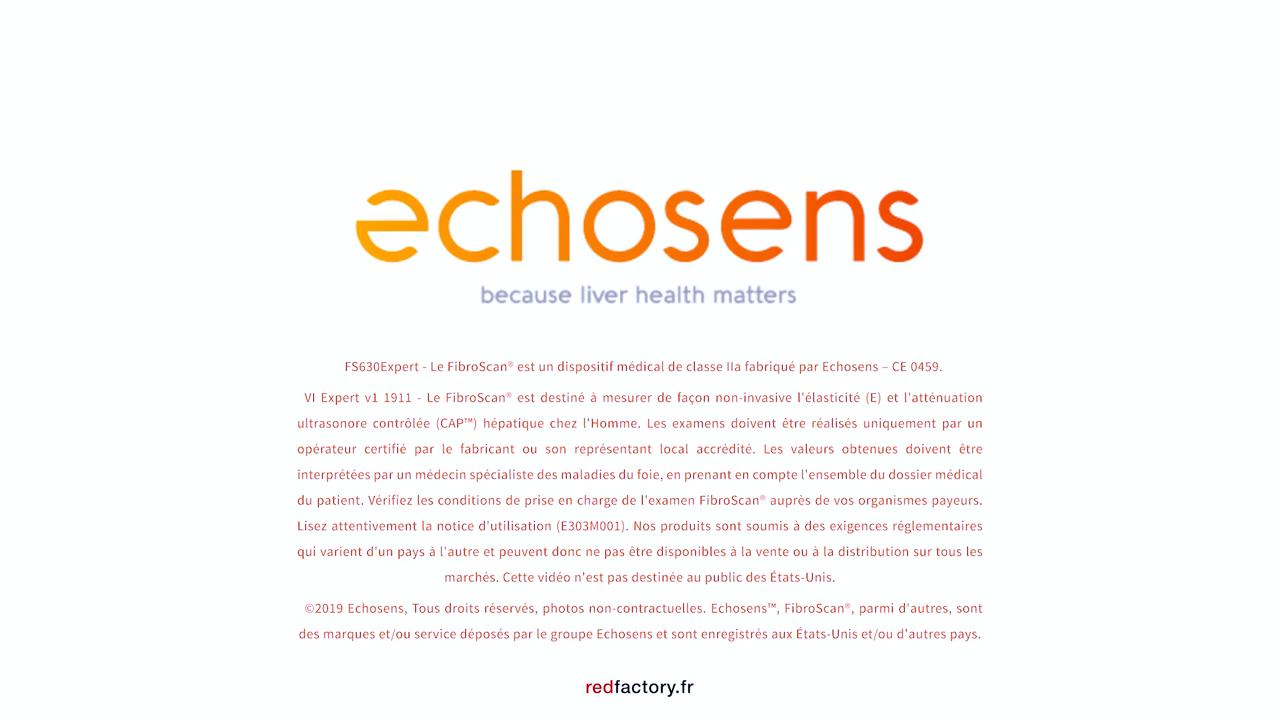 echosens
because liver health matters
FS630Expert - Le FibroScan® est un dispositif médical de classe IIa fabriqué par Echosens – CE 0459.
VI Expert v1 1911 - Le FibroScan® est destiné à mesurer de façon non-invasive l'élasticité (E) et l'atténuation
ultrasonore contrôlée (CAP™) hépatique chez l'Homme. Les examens doivent être réalisés uniquement par un
opérateur certifié par le fabricant ou son représentant local accrédité. Les valeurs obtenues doivent être
interprétées par un médecin spécialiste des maladies du foie, en prenant en compte l'ensemble du dossier médical
du patient. Vérifiez les conditions de prise en charge de l'examen FibroScan® auprès de vos organismes payeurs.
Lisez attentivement la notice d'utilisation (E303M001). Nos produits sont soumis à des exigences réglementaires
qui varient d'un pays à l'autre et peuvent donc ne pas être disponibles à la vente ou à la distribution sur tous les
marchés. Cette vidéo n'est pas destinée au public des États-Unis.
©2019 Echosens, Tous droits réservés, photos non-contractuelles. Echosens™, FibroScan®, parmi d'autres, sont
des marques et/ou service déposés par le groupe Echosens et sont enregistrés aux États-Unis et/ou d'autres pays.
redfactory.fr